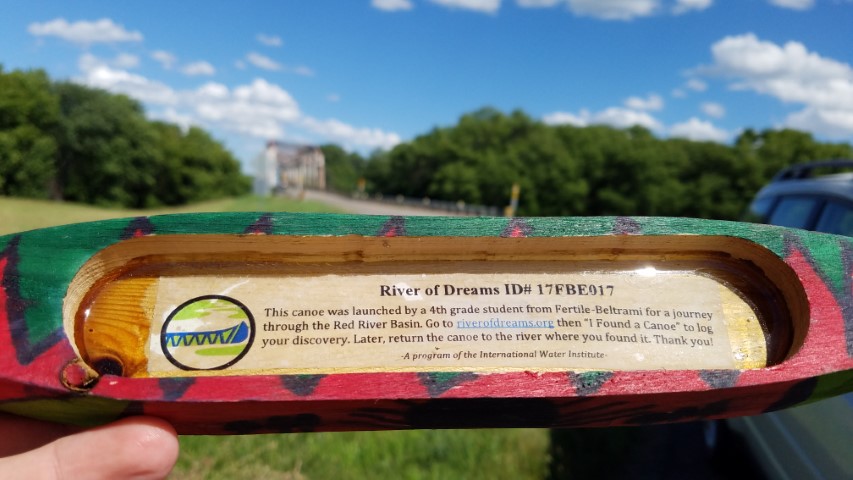 River of Dreams ID# 17FBE017
This canoe was launched by a 4th grade student from Fertile-Beltrami for a journey
through the Red River Basin. Go to riverofdreams.org then "I Found a Canoe" to log
your discovery. Later, return the canoe to the river where you found it. Thank you!
-A program of the International Water Institute-